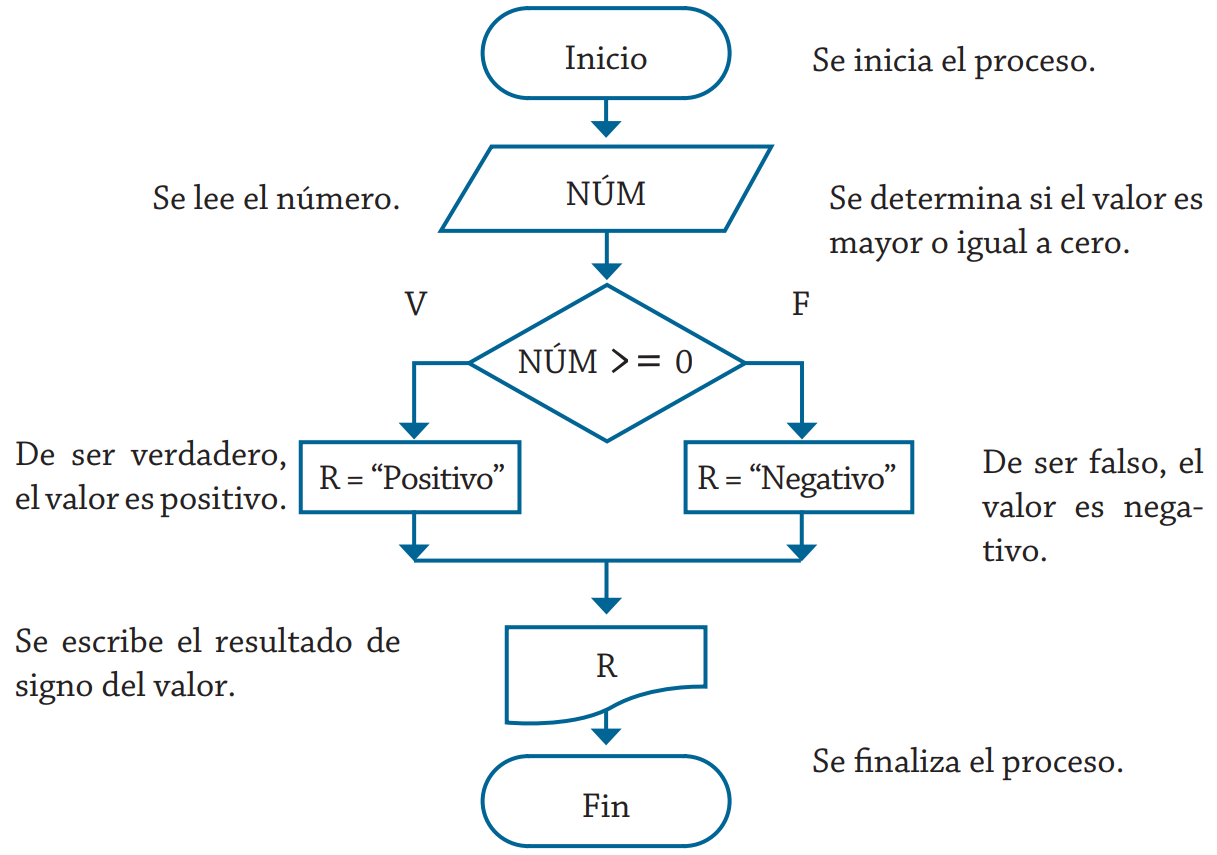 Inicio
Se inicia el proceso.
Se lee el número.
NÚM
Se determina si el valor es
mayor o igual a cero.
V
F
NÚM >= 0
De ser verdadero,
el valor es positivo.
R = “Positivo”
R = “Negativo”
De ser falso, el
valor es nega-
tivo.
Se escribe el resultado de
signo del valor.
R
Se finaliza el proceso.
Fin